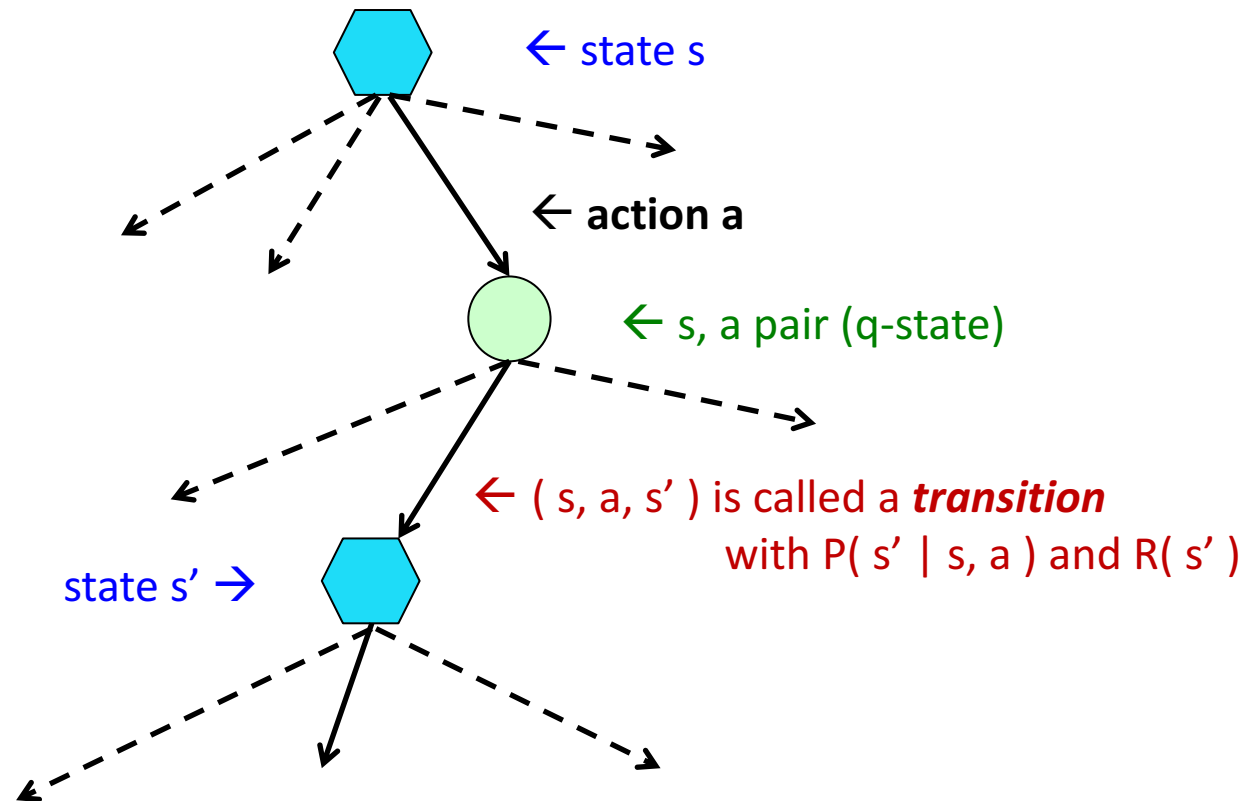 ← state s
← action a
← s, a pair (q-state)
← ( s, a, s’ ) is called a transition
with P( s’ | s, a ) and R( s’ )
state s’ →